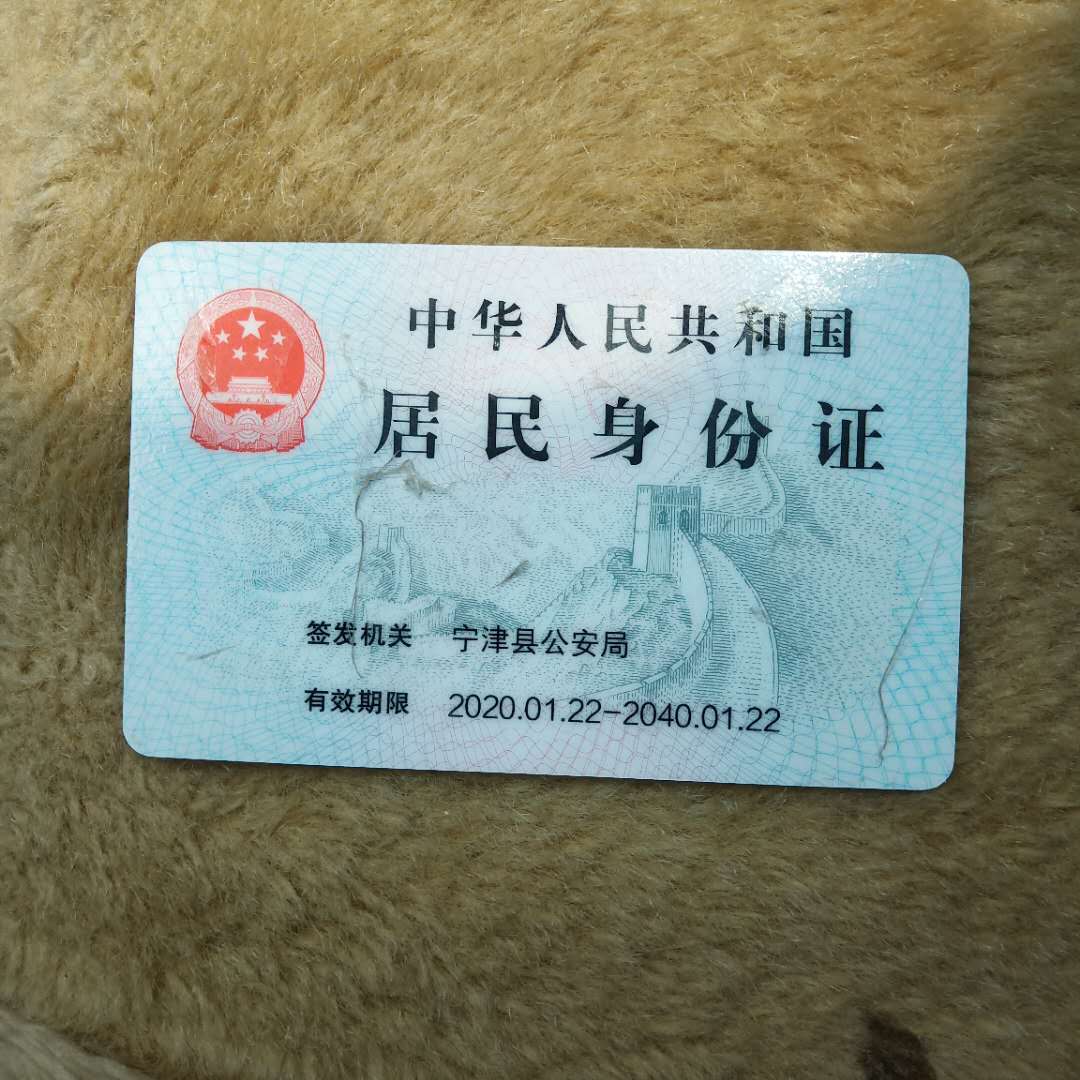 中华人民共和国
居民身份证
签发机关 宁津县公安局
有效期限 2020.01.22-2040.01.22